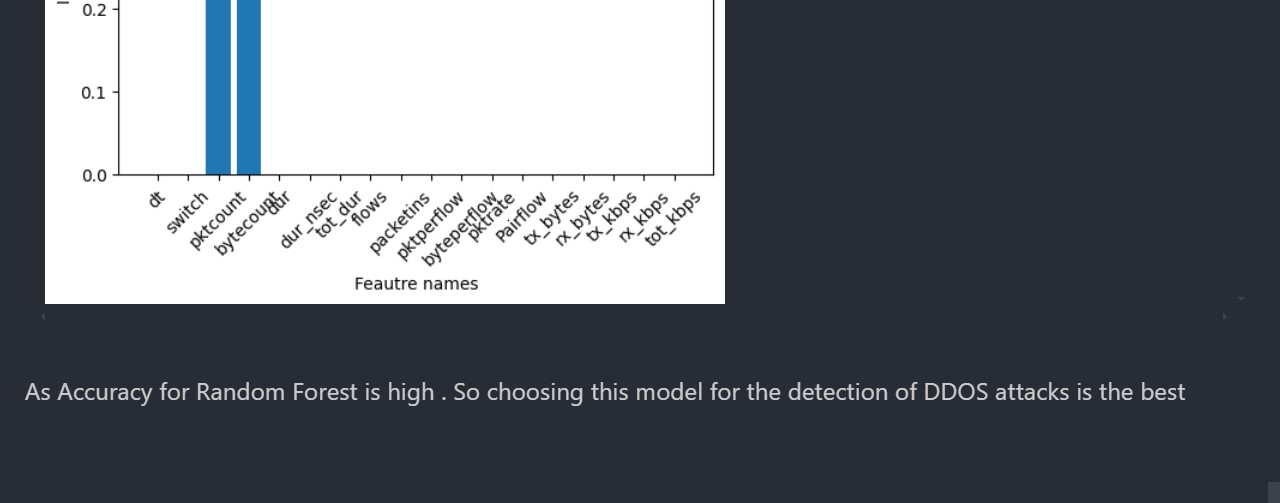 0.2
0.1
0.0
dt
switch
pktcount
bytecount
dur
dur_nsec
tot_dur
flows
packetins
pktperflow
byteperflow
pktrate
Pairflow
tx_bytes
rx_bytes
tx_kbps
rx_kbps
tot_kbps
Feautre names
As Accuracy for Random Forest is high . So choosing this model for the detection of DDOS attacks is the best